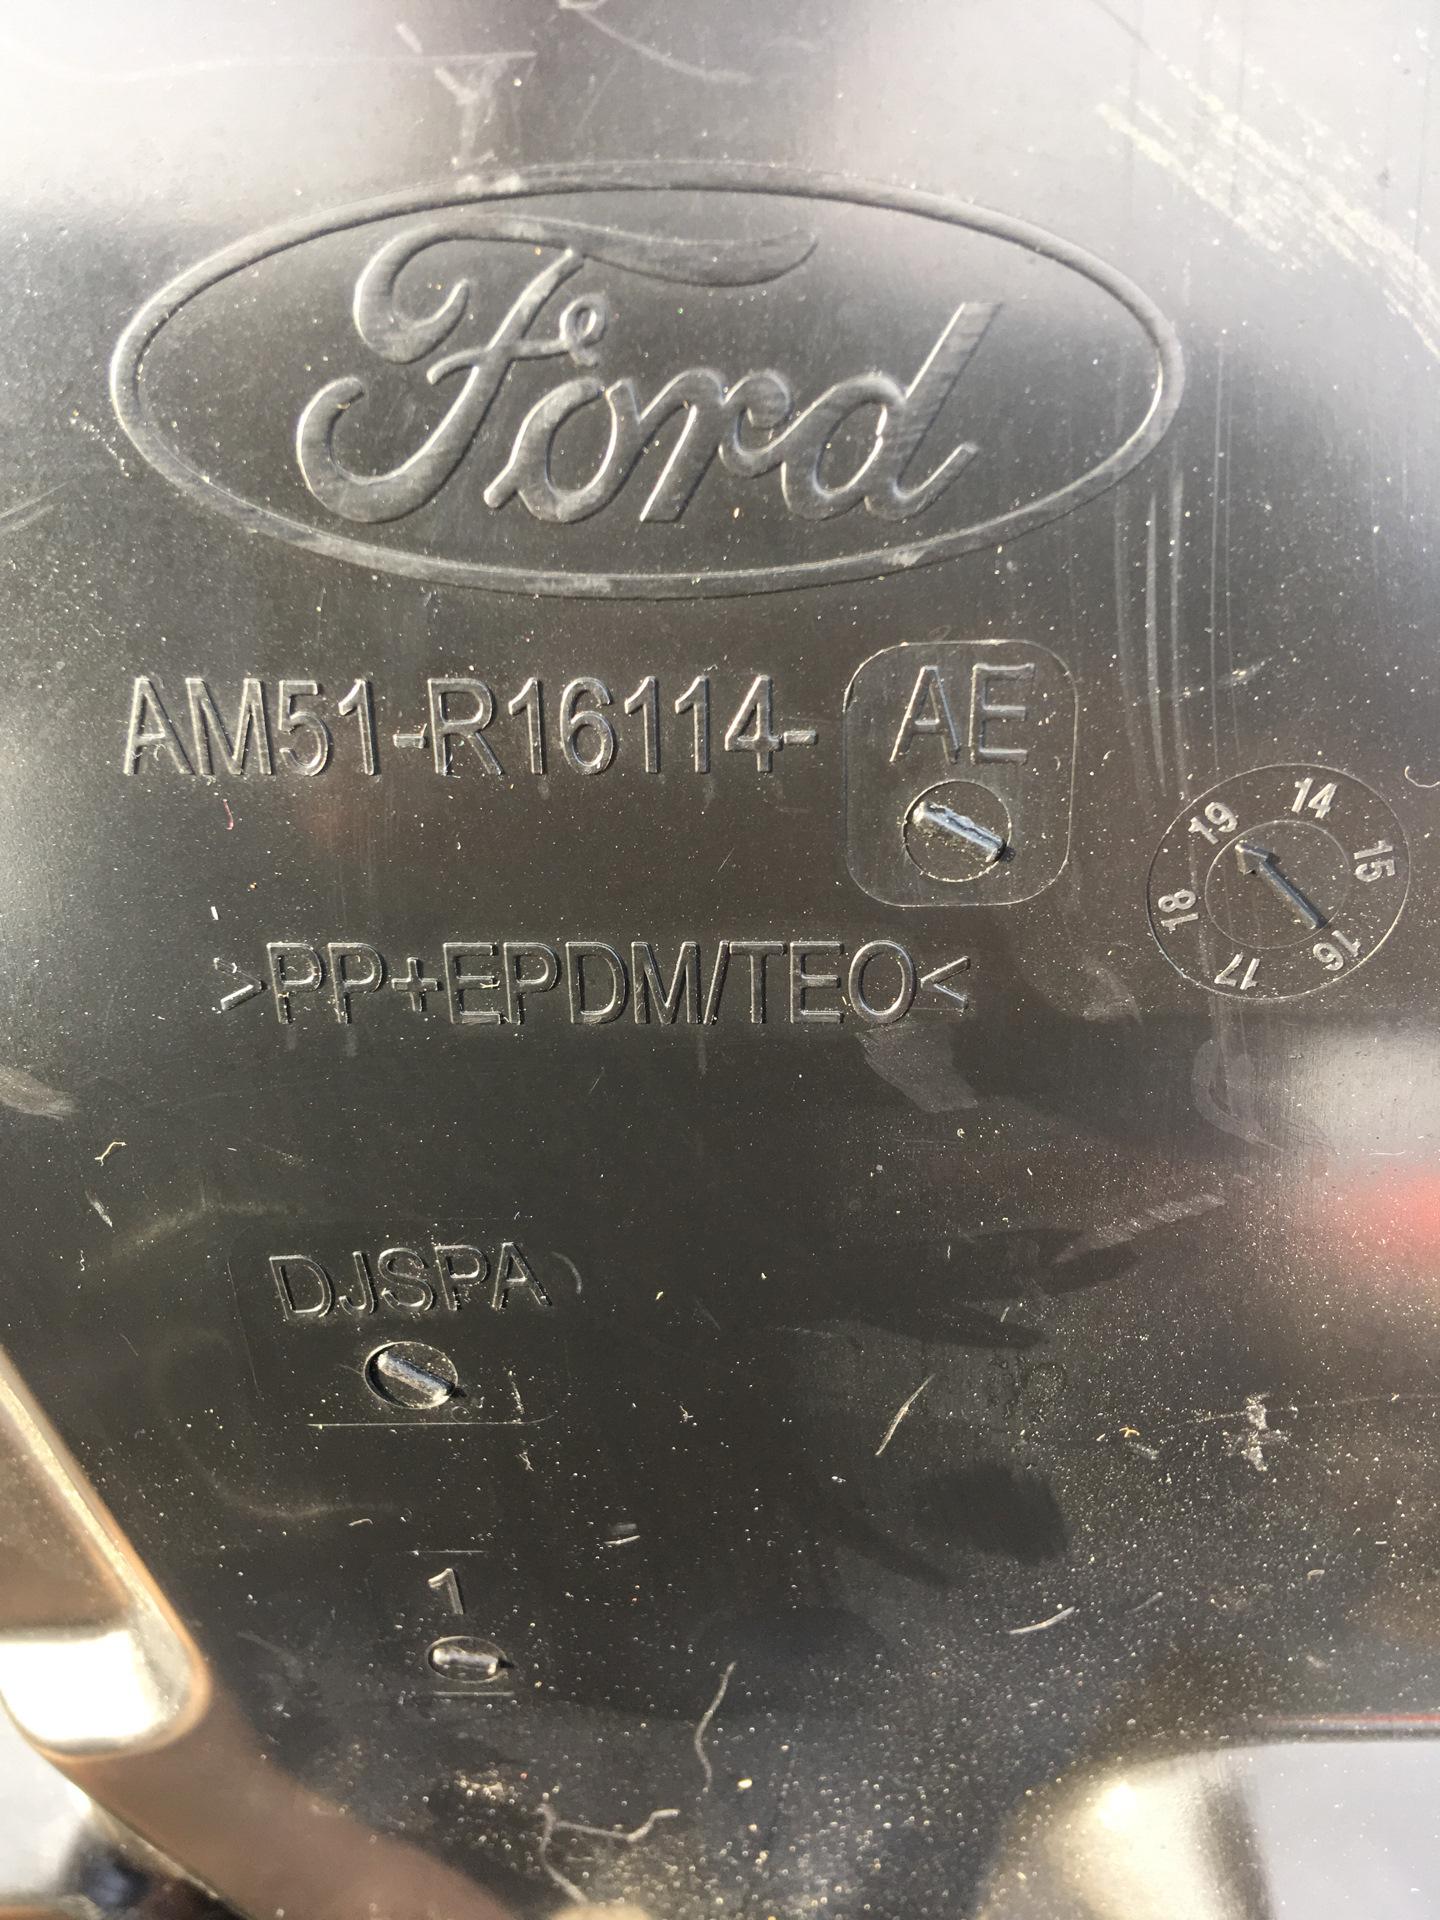 Ford
AM51-R16114- AE
14
15
16
17
18
19
>PP+EPDM/TEO<
DJSPA
1